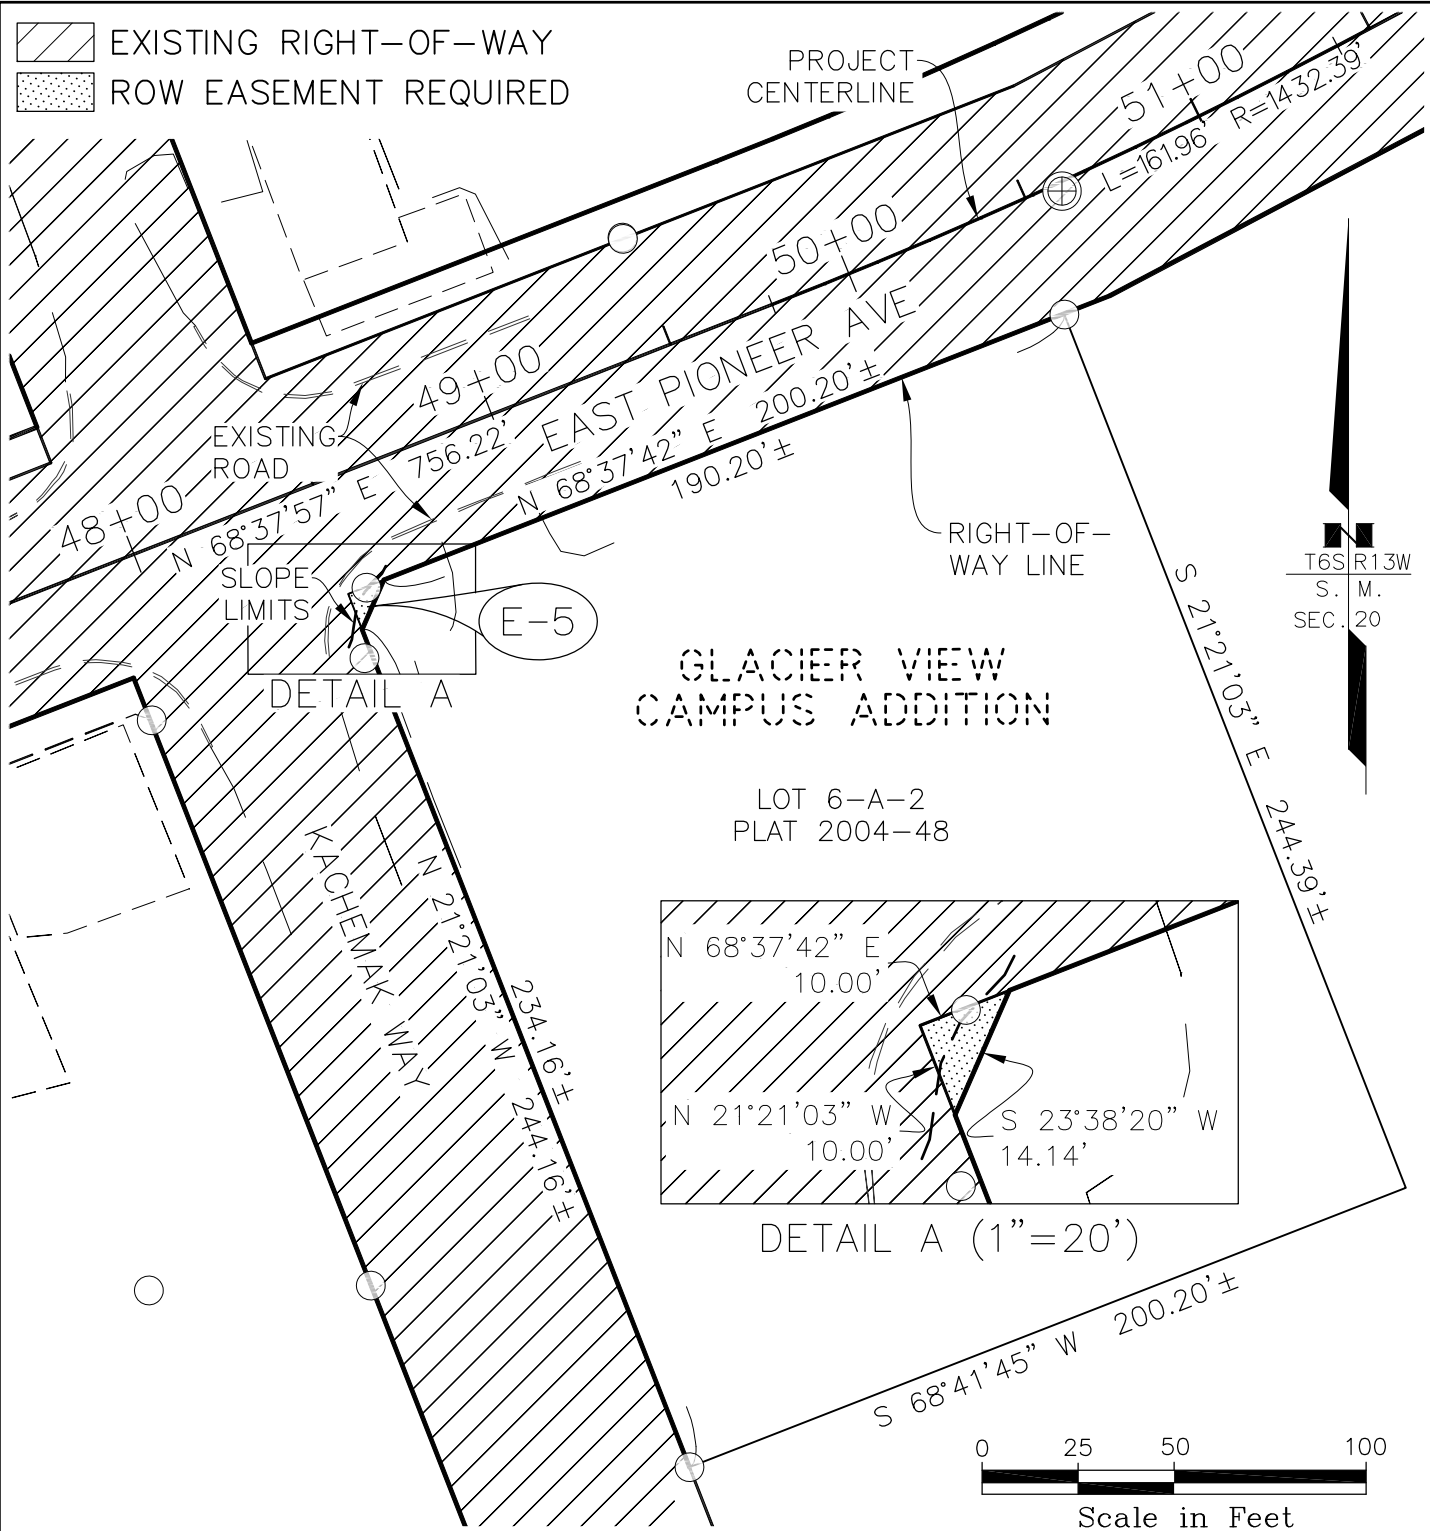 EXISTING RIGHT-OF-WAY
ROW EASEMENT REQUIRED
PROJECT
CENTERLINE
51+00
L=161.96' R=1432.39'
50+00
49+00
48+00
EXISTING
ROAD
EAST PIONEER AVE
N 68°37'57" E 756.22'
N 68°37'42" E 200.20'±
190.20'±
RIGHT-OF-
WAY LINE
SLOPE
LIMITS
E-5
DETAIL A
N
T6S R13W
S. M.
SEC. 20
S 21°21'03" E 244.39'±
GLACIER VIEW
CAMPUS ADDITION
LOT 6-A-2
PLAT 2004-48
KACHEMAK WAY
N 21°21'03" W 244.16'±
234.16'±
N 68°37'42" E
10.00'
N 21°21'03" W
10.00'
S 23°38'20" W
14.14'
DETAIL A (1"=20')
S 68°41'45" W 200.20'±
0 25 50 100
Scale in Feet